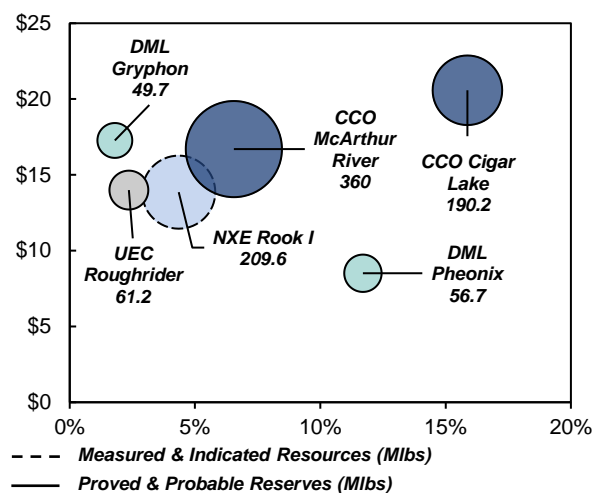 $25
$20
$15
$10
$5
$0
0%
5%
10%
15%
20%
DML
Gryphon
49.7
CCO
McArthur
River
360
CCO Cigar
Lake
190.2
UEC
Roughrider
61.2
NXE Rook I
209.6
DML
Pheonix
56.7
Measured & Indicated Resources (Mlbs)
Proved & Probable Reserves (Mlbs)